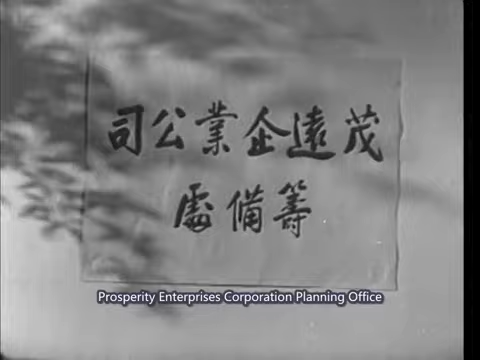 茂遠企業公司
籌備處
Prosperity Enterprises Corporation Planning Office